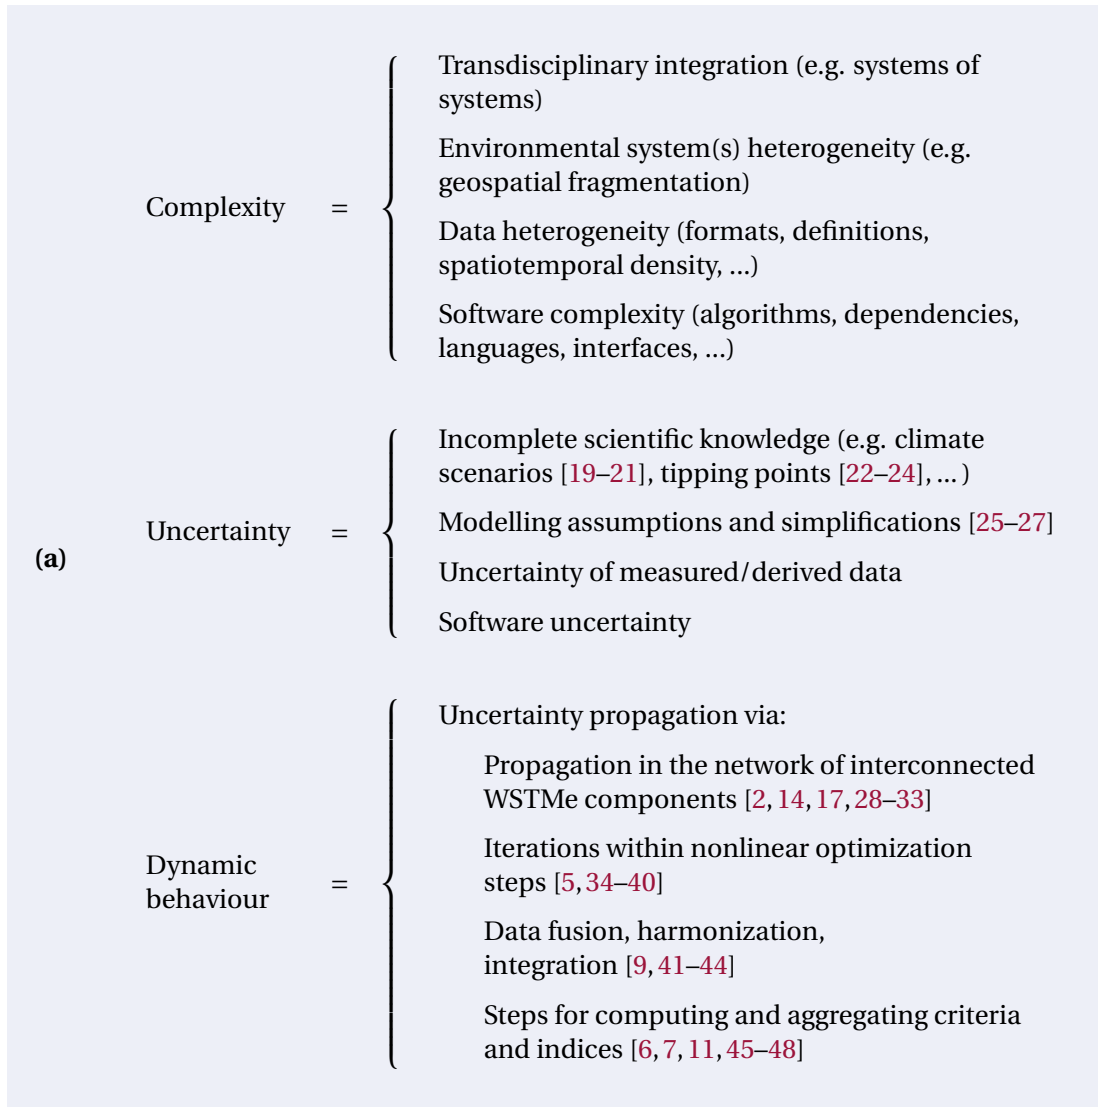 Transdisciplinary integration (e.g. systems of
systems)
Environmental system(s) heterogeneity (e.g.
geospatial fragmentation)
Complexity =
Data heterogeneity (formats, definitions,
spatiotemporal density, ...)
Software complexity (algorithms, dependencies,
languages, interfaces, ...)
Incomplete scientific knowledge (e.g. climate
scenarios [19–21], tipping points [22–24], ... )
Modelling assumptions and simplifications [25–27]
Uncertainty =
(a)
Uncertainty of measured/derived data
Software uncertainty
Uncertainty propagation via:
Propagation in the network of interconnected
WSTMe components [2, 14, 17, 28–33]
Iterations within nonlinear optimization
steps [5, 34–40]
Dynamic
behaviour =
Data fusion, harmonization,
integration [9, 41–44]
Steps for computing and aggregating criteria
and indices [6, 7, 11, 45–48]